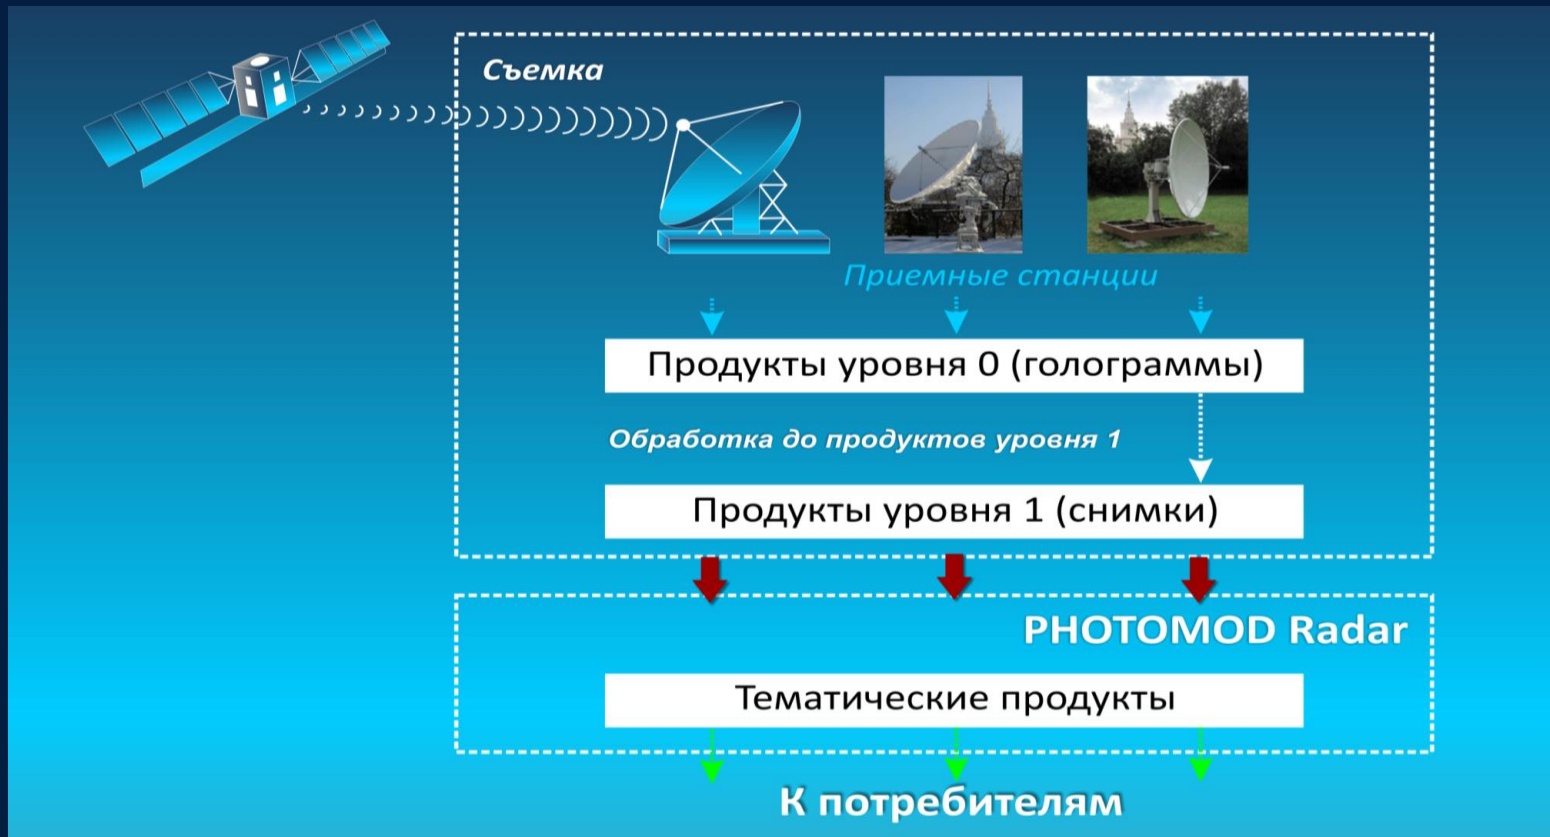 Съемка
Приемные станции
Продукты уровня 0 (голограммы)
Обработка до продуктов уровня 1
Продукты уровня 1 (снимки)
PHOTOMOD Radar
Тематические продукты
К потребителям